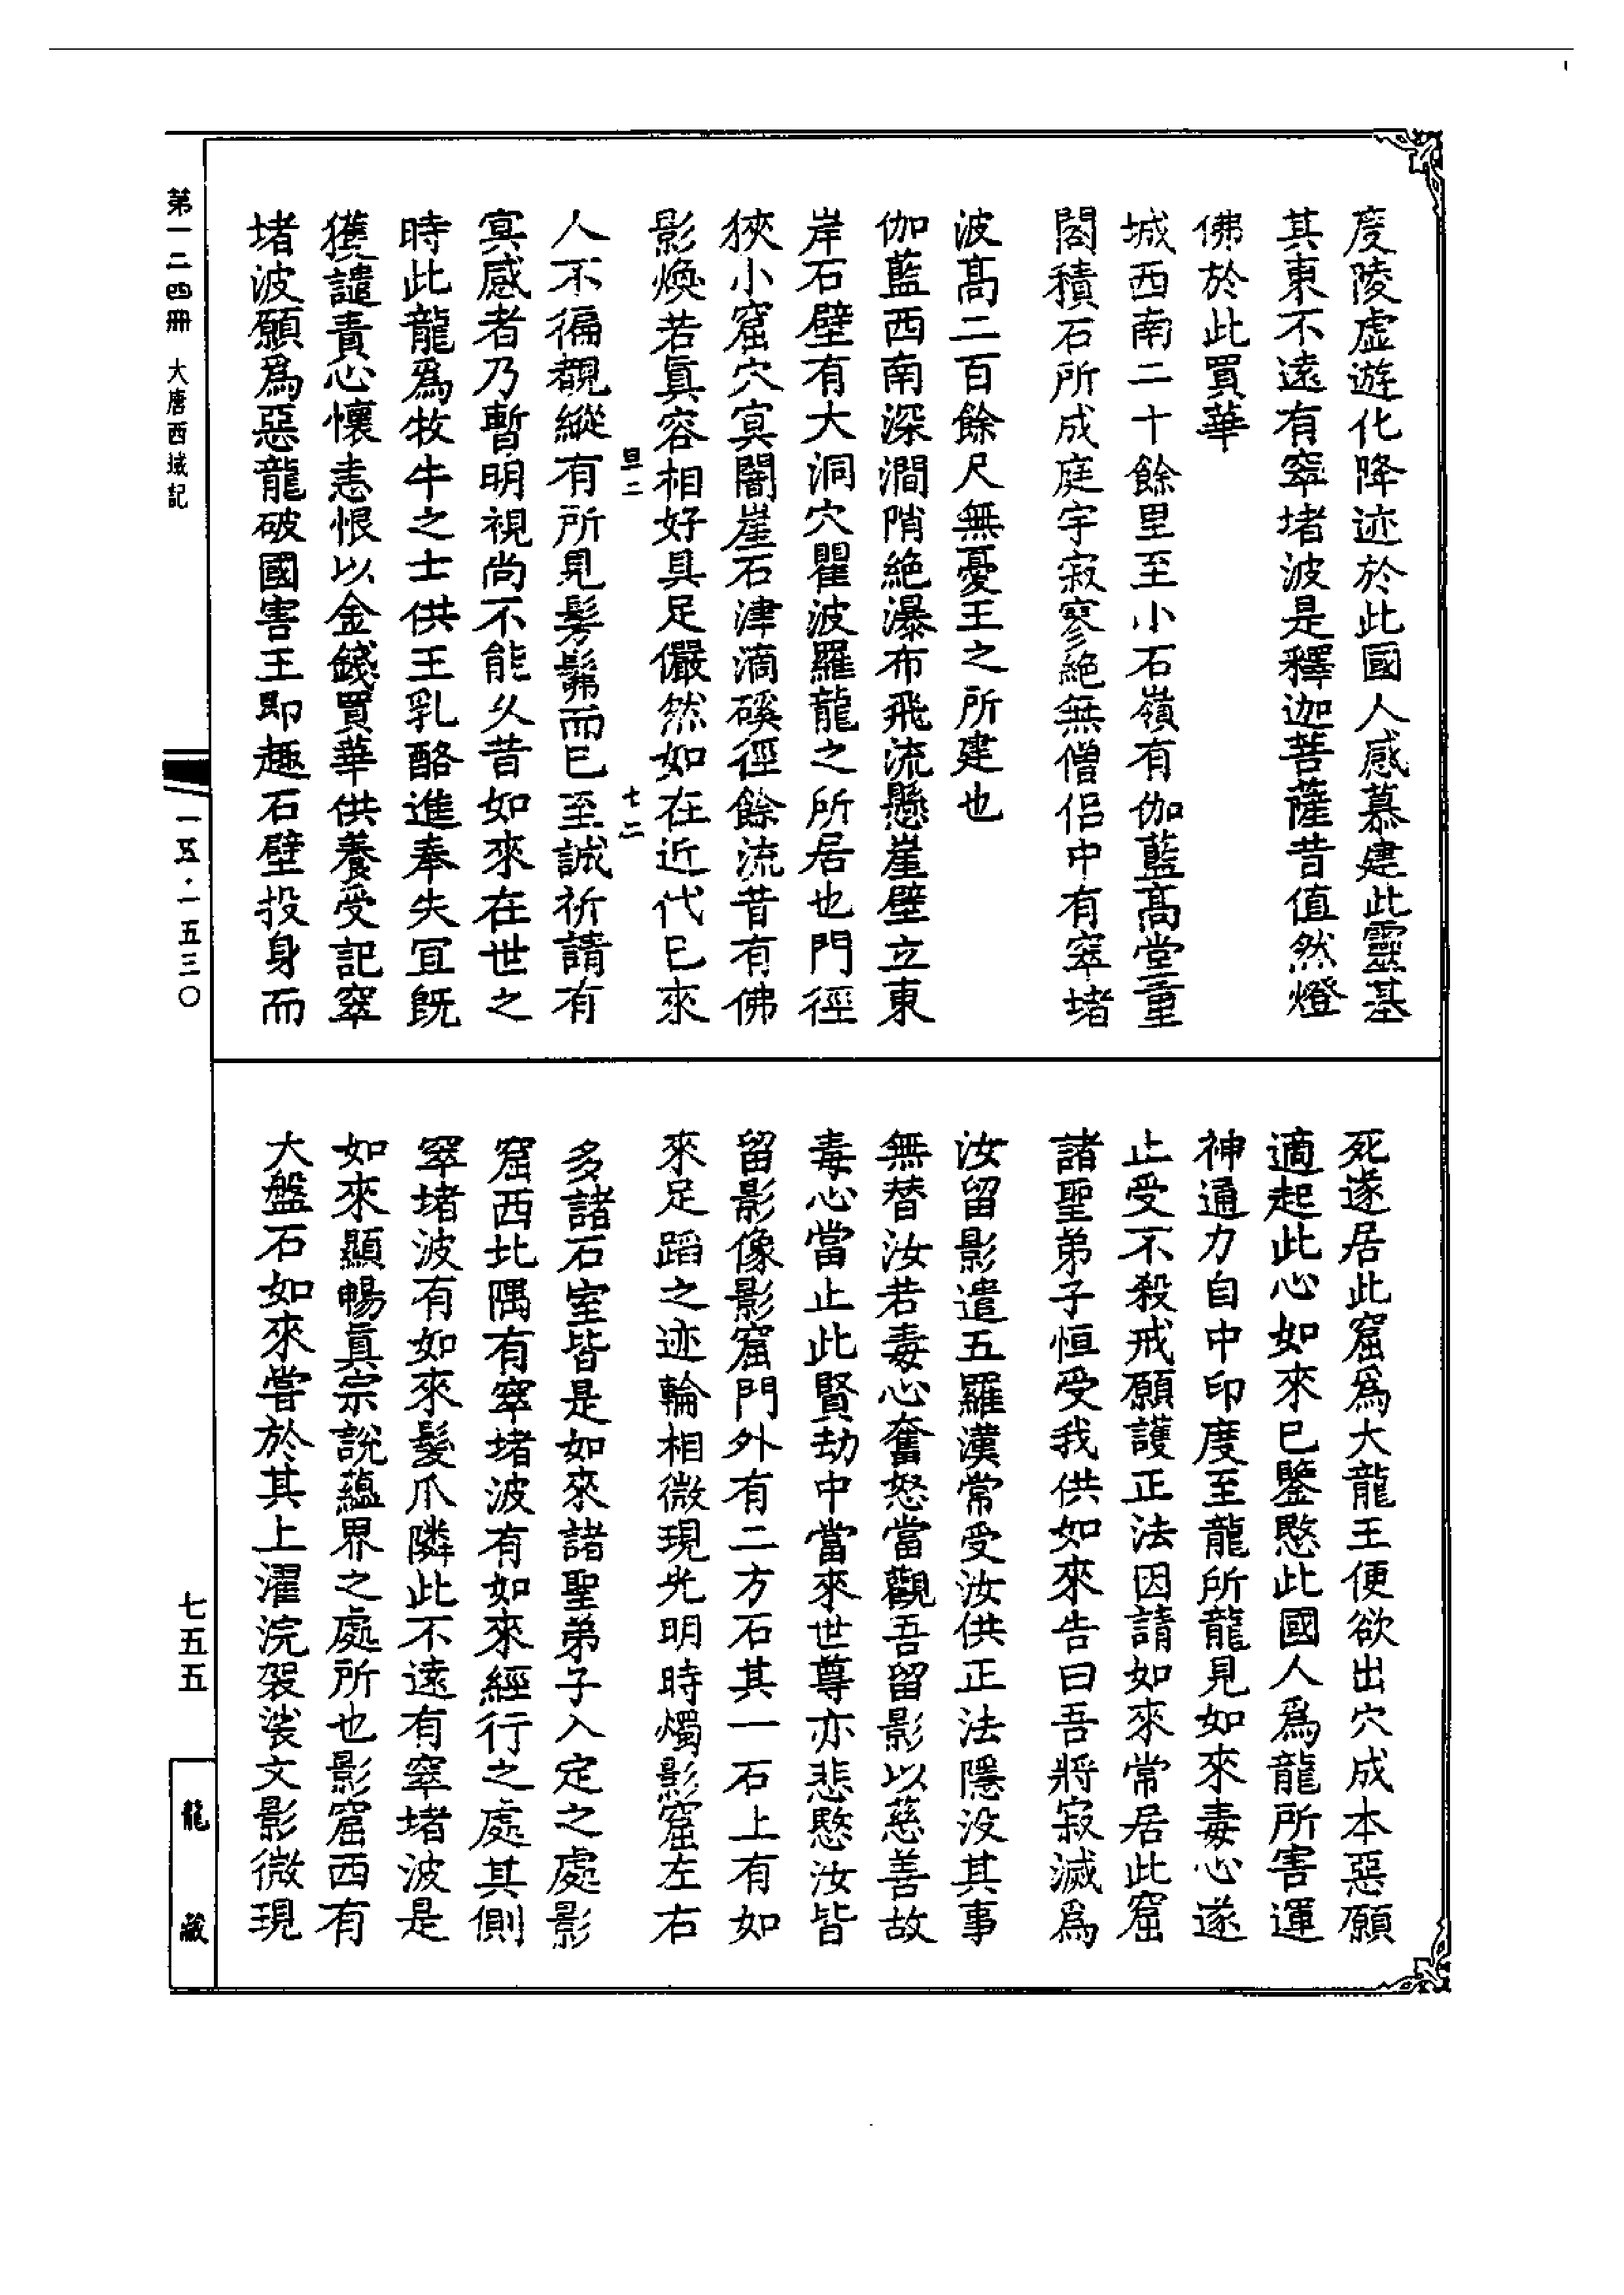 度陵虛遊化降迹於此國人感慕建此靈基
其東不遠有窣堵波是釋迦菩薩昔值然燈
佛於此買華
城西南二十餘里至小石嶺有伽藍高堂重
閣積石所成庭宇寂寥絕無僧侶中有窣堵
波高二百餘尺無憂王之所建也
伽藍西南深澗陗絕瀑布飛流懸崖壁立東
岸石壁有大洞穴瞿波羅龍之所居也門徑
狹小窟穴冥闇崖石津滴磎徑餘流昔有佛
影煥若真容相好具足儼然如在近代已來
旦二
十二
人不徧覩縱有所見髣髴而已至誠祈請有
冥感者乃暫明視尚不能久昔如來在世之
時此龍爲牧牛之士供王乳酪進奉失宜既
獲譴責心懷恚恨以金錢買華供養受記窣
堵波願爲惡龍破國害王即趣石壁投身而
死遂居此窟爲大龍王便欲出穴成本惡願
適起此心如來已鑒愍此國人爲龍所害運
神通力自中印度至龍所龍見如來毒心遂
止受不殺戒願護正法因請如來常居此窟
諸聖弟子恒受我供如來告曰吾將寂滅爲
汝留影遣五羅漢常受汝供正法隱没其事
無替汝若毒心奮怒當觀吾留影以慈善故
毒心當止此賢劫中當來世尊亦悲愍汝皆
留影像影窟門外有二方石其一石上有如
來足蹈之迹輪相微現光明時燭影窟左右
多諸石室皆是如來諸聖弟子入定之處影
窟西北隅有窣堵波有如來經行之處其側
窣堵波有如來髮爪隣此不遠有窣堵波是
如來顯暢真宗說蘊界之處所也影窟西有
大盤石如來嘗於其上濯浣袈裟文影微現
第一二四冊 大唐西域記
一五·一五三〇
七五五
龍藏